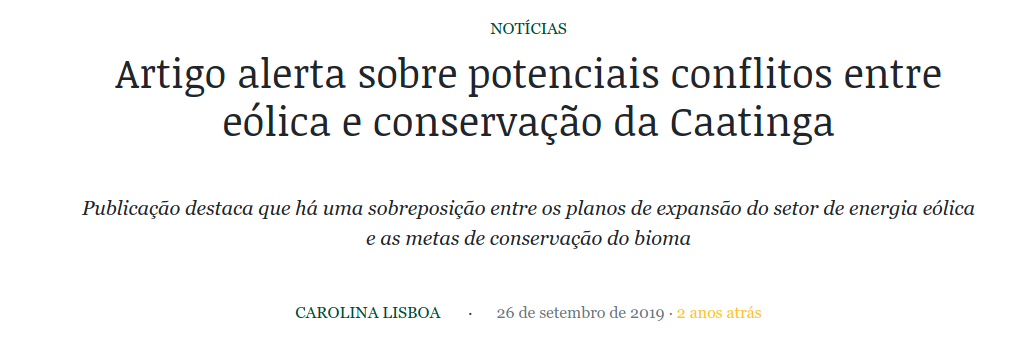 NOTÍCIAS
Artigo alerta sobre potenciais conflitos entre
eólica e conservação da Caatinga
Publicação destaca que há uma sobreposição entre os planos de expansão do setor de energia eólica
e as metas de conservação do bioma
CAROLINA LISBOA · 26 de setembro de 2019 · 2 anos atrás